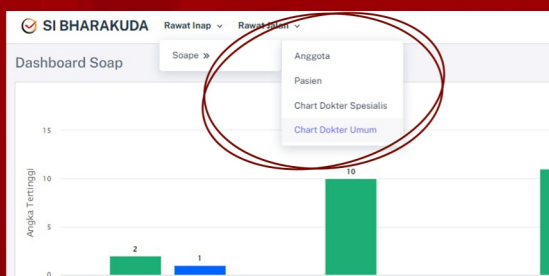 SI BHARAKUDA
Rawat Inap
Rawat Jalan
Soape »
Anggota
Pasien
Chart Dokter Spesialis
Chart Dokter Umum
Dashboard Soap
Angka Tertinggi
15
10
5
0
2
1
10